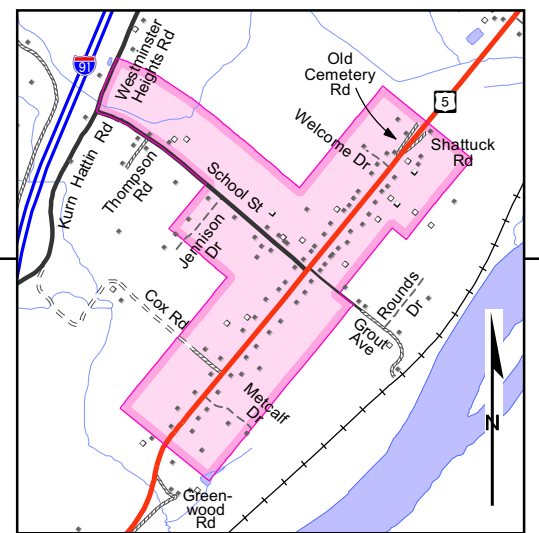 Westminster
Heights Rd
91
Old
Cemetery
Rd
5
Welcome Dr
Shattuck
Rd
Kurn Hattin Rd
Thompson
Rd
School St
Jennison
Dr
Cox Rd
Rounds
Dr
Grout
Ave
Metcalf
Dr
N
Green-
wood
Rd